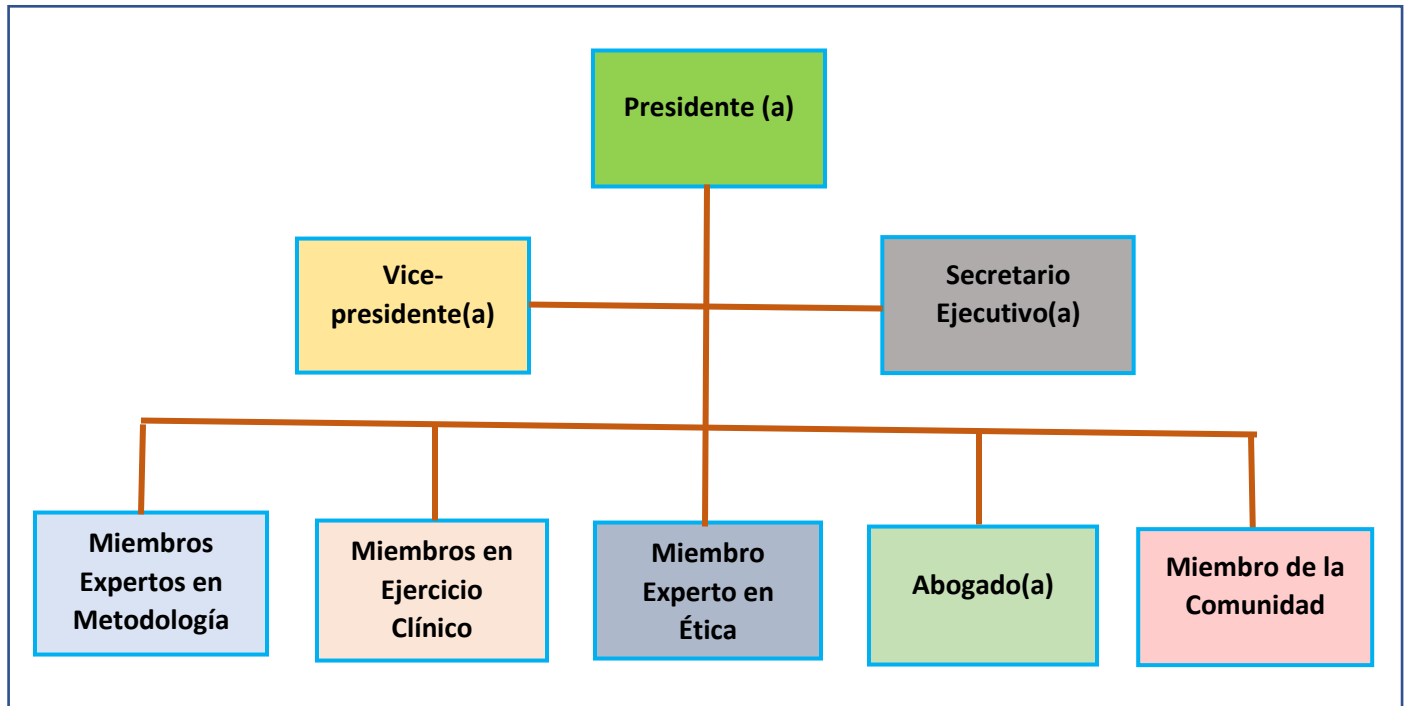 Presidente (a)
Vice-
presidente(a)
Secretario
Ejecutivo(a)
Miembros
Expertos en
Metodología
Miembros en
Ejercicio
Clínico
Miembro
Experto en
Ética
Abogado(a)
Miembro de la
Comunidad